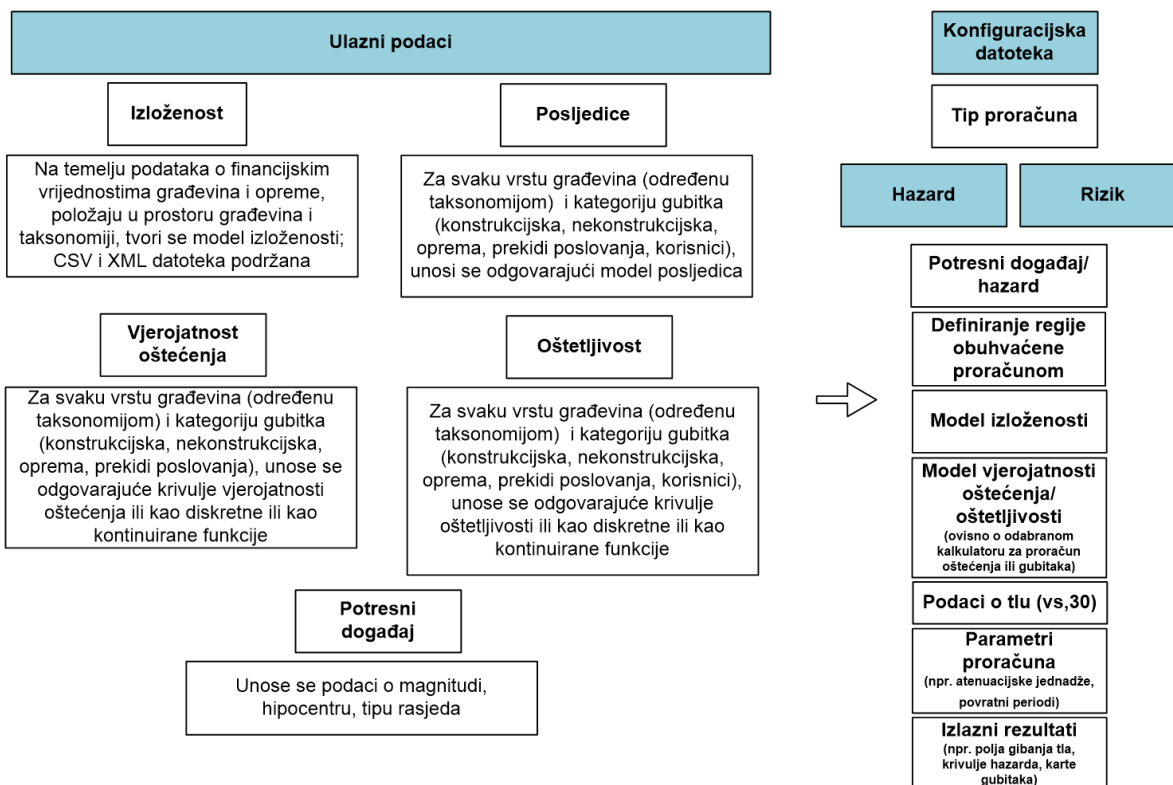 Ulazni podaci
Izloženost
Na temelju podataka o financijskim
vrijednostima građevina i opreme,
položaju u prostoru građevina i
taksonomiji, tvori se model izloženosti;
CSV i XML datoteka podržana
Posljedice
Za svaku vrstu građevina (određenu
taksonomijom) i kategoriju gubitka
(konstrukcijska, nekonstrukcijska,
oprema, prekidi poslovanja, korisnici),
unosi se odgovarajući model posljedica
Vjerojatnost
oštećenja
Za svaku vrstu građevina (određenu
taksonomijom) i kategoriju gubitka
(konstrukcijska, nekonstrukcijska,
oprema, prekidi poslovanja), unose se
odgovarajuće krivulje vjerojatnosti
oštećenja ili kao diskretne ili kao
kontinuirane funkcije
Oštetljivost
Za svaku vrstu građevina (određenu
taksonomijom) i kategoriju gubitka
(konstrukcijska, nekonstrukcijska,
oprema, prekidi poslovanja, korisnici),
unose se odgovarajuće krivulje
oštetljivosti ili kao diskretne ili kao
kontinuirane funkcije
Potresni
događaj
Unose se podaci o magnitudi,
hipocentru, tipu rasjeda
Konfiguracijska
datoteka
Tip proračuna
Hazard
Rizik
Potresni događaj/
hazard
Definiranje regije
obuhvaćene
proračunom
Model izloženosti
Model vjerojatnosti
oštećenja/
oštetljivosti
(ovisno o odabranom
kalkulatoru za proračun
oštećenja ili gubitaka)
Podaci o tlu (vs,30)
Parametri
proračuna
(npr. atenuacijske jednadže,
povratni periodi)
Izlazni rezultati
(npr. polja gibanja tla,
krivulje hazarda, karte
gubitaka)